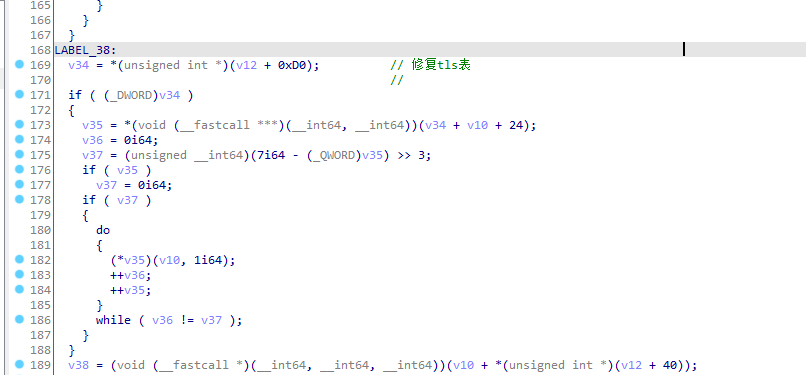 165 }
166 }
167 }
168 LABEL_38:
169 v34 = *(unsigned int *)(v12 + 0xD0); // 修复tls表
170 //
171 if ( (_DWORD)v34 )
172 {
173 v35 = *(void (__fastcall ***)(__int64, __int64))(v34 + v10 + 24);
174 v36 = 0i64;
175 v37 = (unsigned __int64)(7i64 - (_QWORD)v35) >> 3;
176 if ( v35 )
177 v37 = 0i64;
178 if ( v37 )
179 {
180 do
181 {
182 (*v35)(v10, 1i64);
183 ++v36;
184 ++v35;
185 }
186 while ( v36 != v37 );
187 }
188 }
189 v38 = (void (__fastcall *)(__int64, __int64, __int64))(v10 + *(unsigned int *)(v12 + 40));